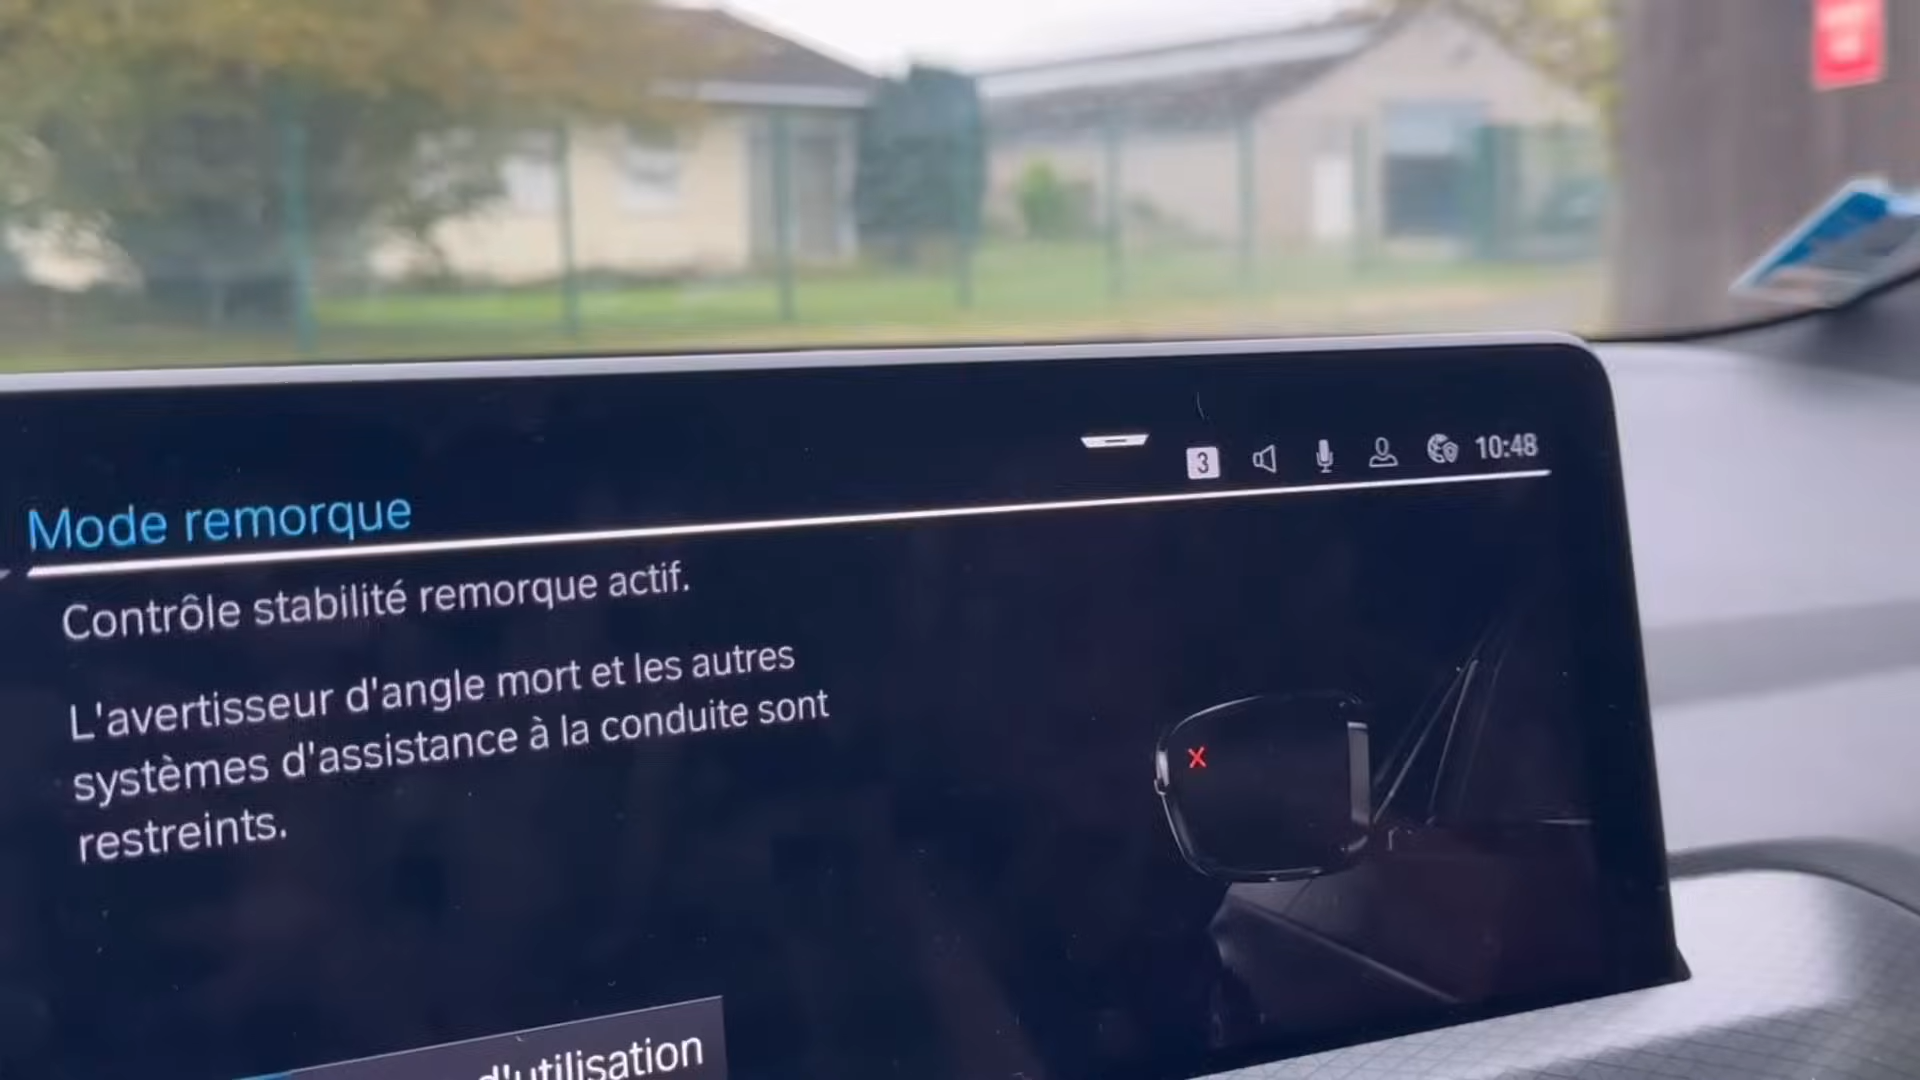 3 10:48
Mode remorque
Contrôle stabilité remorque actif.
L'avertisseur d'angle mort et les autres
systèmes d'assistance à la conduite sont
restreints.
d'utilisation